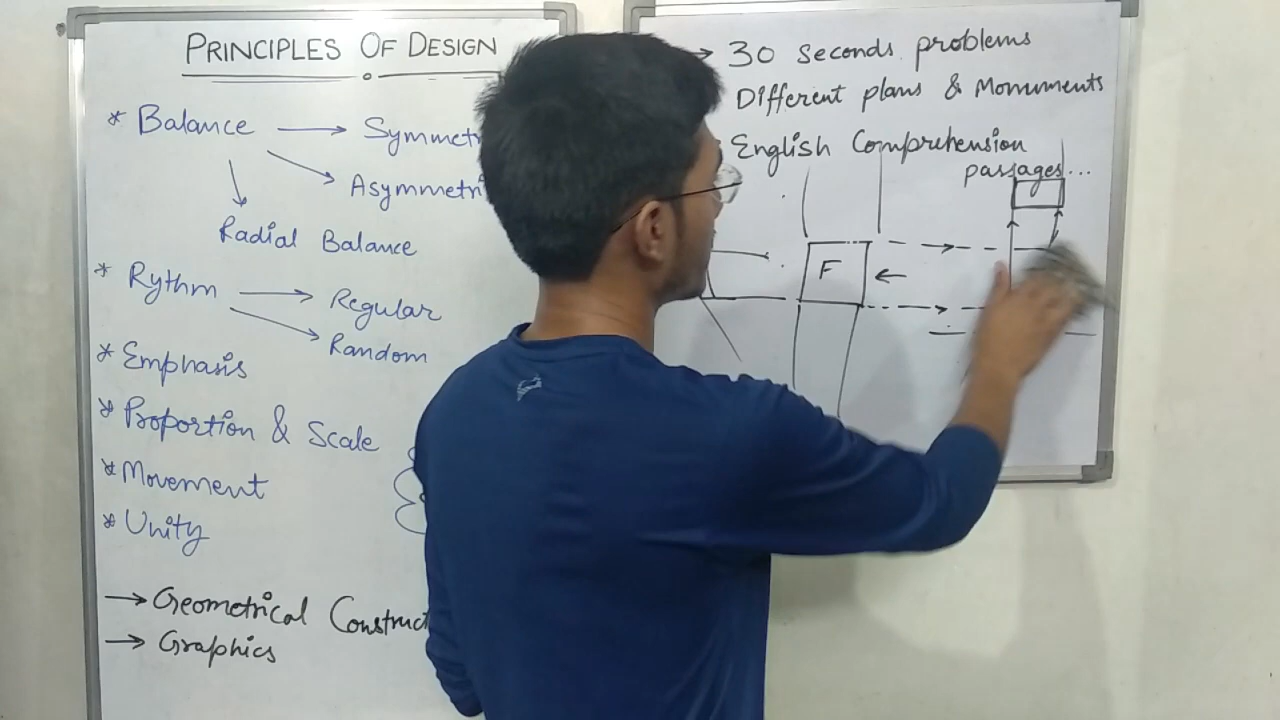 PRINCIPLES OF DESIGN
* Balance → Symmetr
Asymmetri
Radial Balance
* Rythm → Regular
Random
* Emphasis
* Proportion & Scale
* Movement
* Unity
→ Geometrical Construct
→ Graphics
→ 30 seconds problems
Different plans & Monuments
English Comprehension
passages...
F